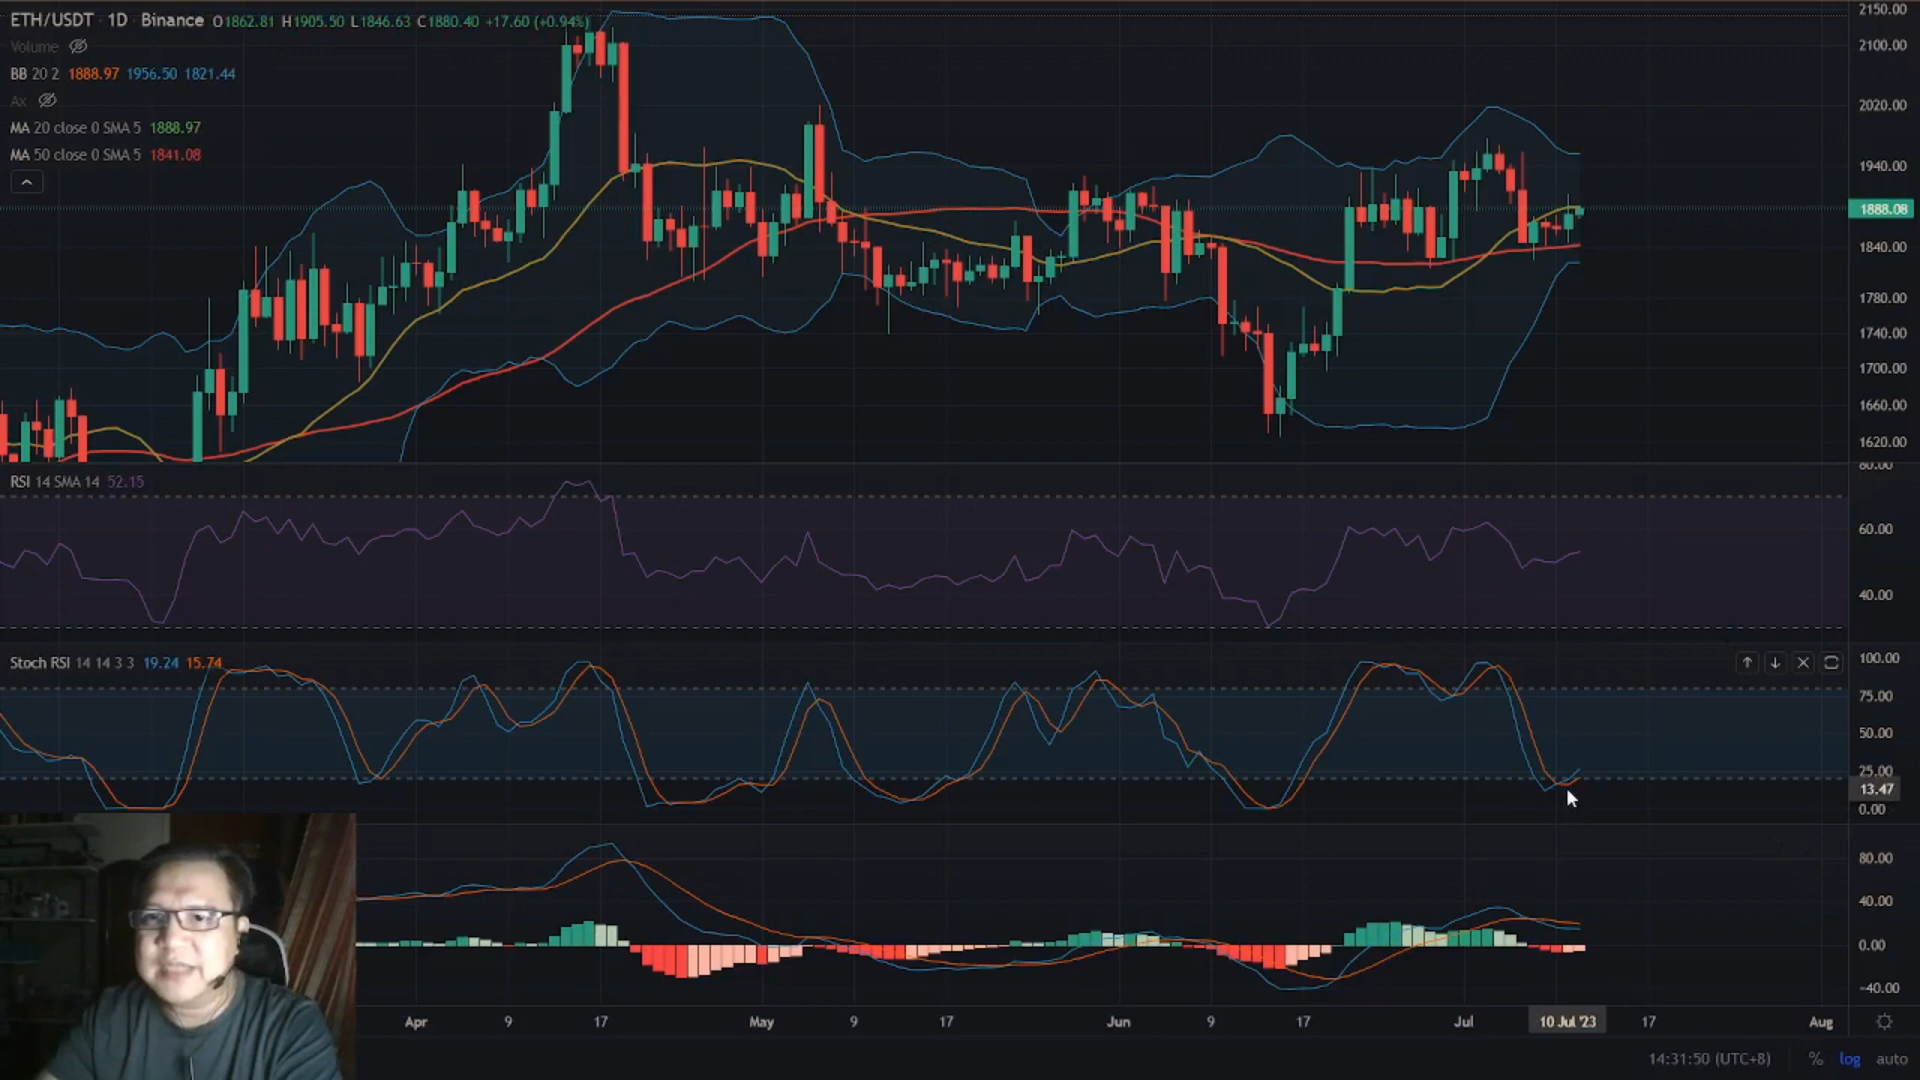 ETH/USDT · 1D · Binance O1862.81 H1905.50 L1846.63 C1880.40 +17.60 (+0.94%)
Volume
BB 20 2 1888.97 1956.50 1821.44
Ax
MA 20 close 0 SMA 5 1888.97
MA 50 close 0 SMA 5 1841.08
2150.00
2100.00
2020.00
1940.00
1888.08
1840.00
1780.00
1740.00
1700.00
1660.00
1620.00
RSI 14 SMA 14 52.15
80.00
60.00
40.00
Stoch RSI 14 14 3 3 19.24 15.74
100.00
75.00
50.00
25.00
13.47
0.00
80.00
40.00
0.00
-40.00
Apr 9 17 May 9 17 Jun 9 17 Jul 10 Jul '23 17 Aug
14:31:50 (UTC+8) % log auto